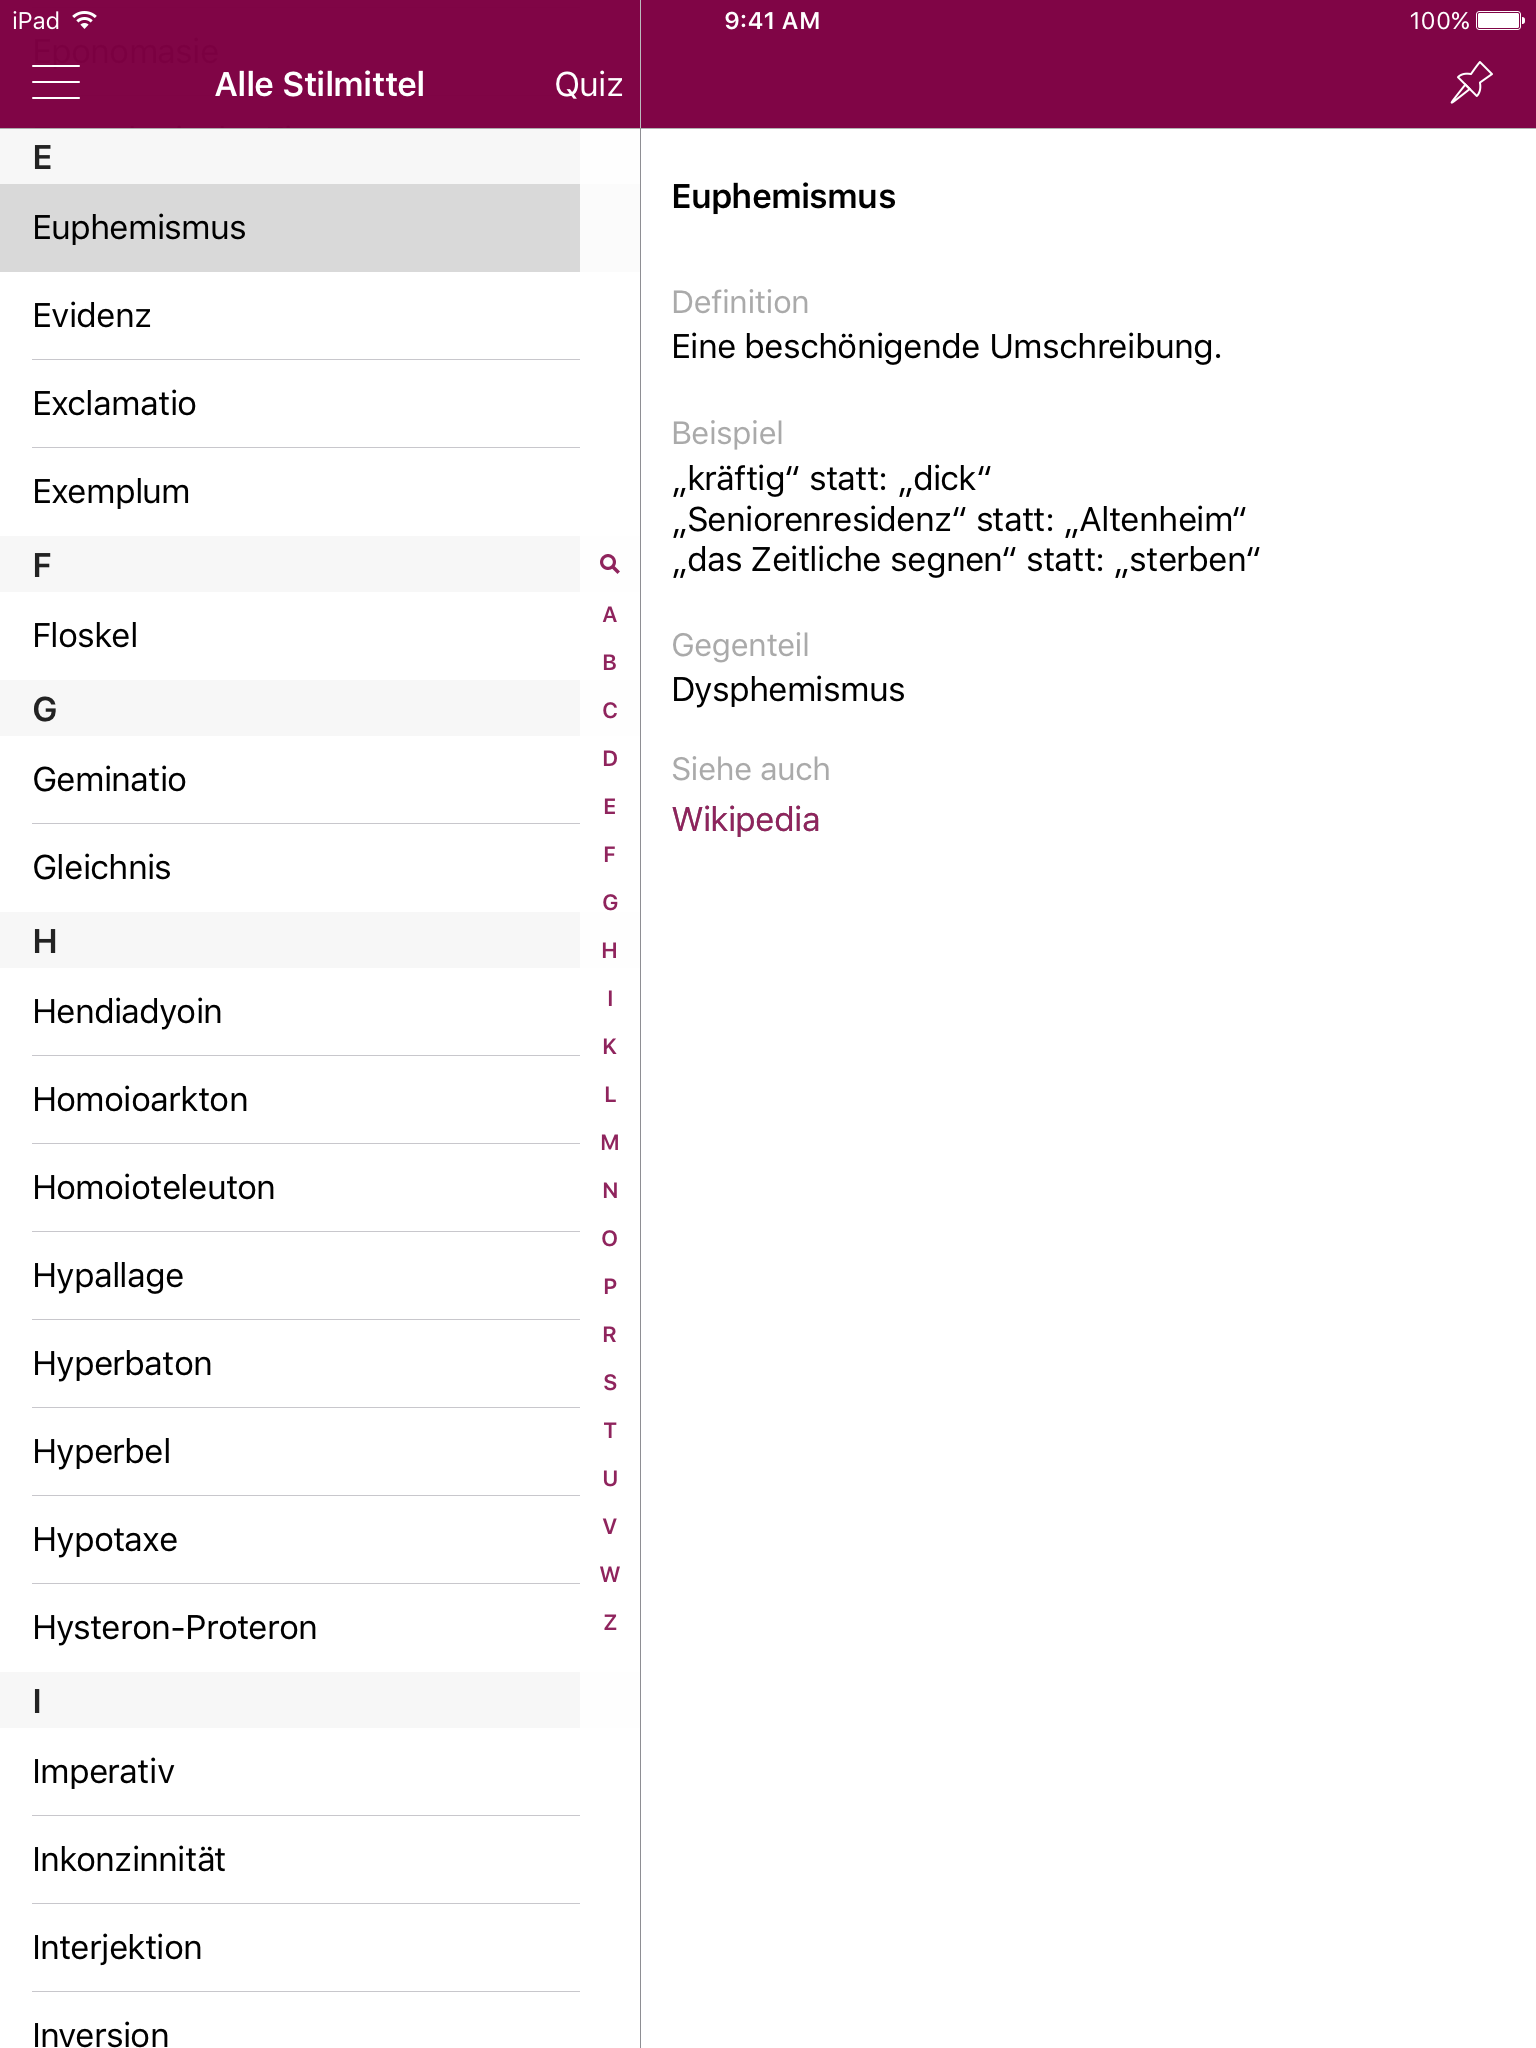 iPad
9:41 AM
100%
Eponomasie
Alle Stilmittel
Quiz
E
Euphemismus
Evidenz
Exclamatio
Exemplum
F
Floskel
G
Geminatio
Gleichnis
H
Hendiadyoin
Homoioarkton
Homoioteleuton
Hypallage
Hyperbaton
Hyperbel
Hypotaxe
Hysteron-Proteron
I
Imperativ
Inkonzinnität
Interjektion
Inversion
A
B
C
D
E
F
G
H
I
K
L
M
N
O
P
R
S
T
U
V
W
Z
Euphemismus
Definition
Eine beschönigende Umschreibung.
Beispiel
„kräftig“ statt: „dick“
„Seniorenresidenz“ statt: „Altenheim“
„das Zeitliche segnen“ statt: „sterben“
Gegenteil
Dysphemismus
Siehe auch
Wikipedia